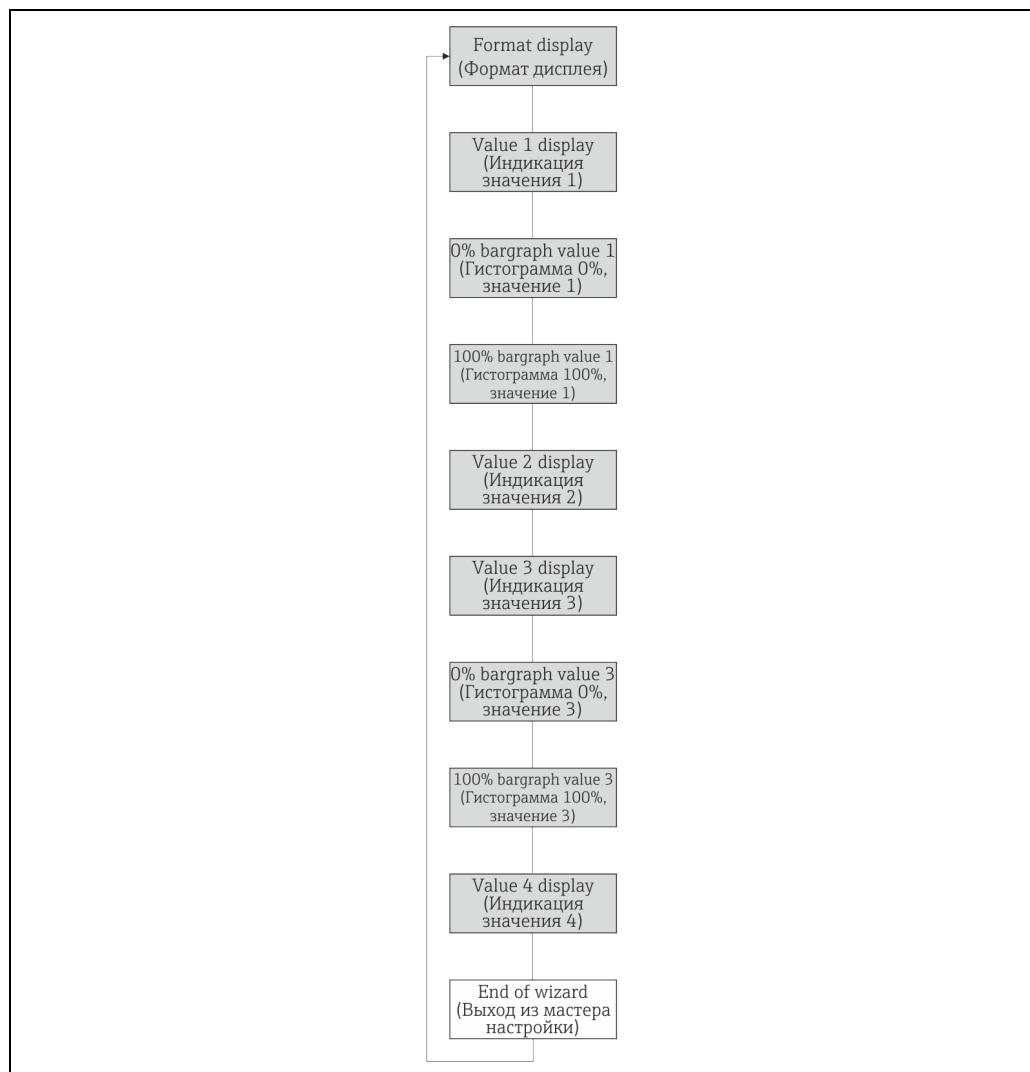 Format display
(Формат дисплея)
Value 1 display
(Индикация
значения 1)
0% bargraph value 1
(Гистограмма 0%,
значение 1)
100% bargraph value 1
(Гистограмма 100%,
значение 1)
Value 2 display
(Индикация
значения 2)
Value 3 display
(Индикация
значения 3)
0% bargraph value 3
(Гистограмма 0%,
значение 3)
100% bargraph value 3
(Гистограмма 100%,
значение 3)
Value 4 display
(Индикация
значения 4)
End of wizard
(Выход из мастера
настройки)